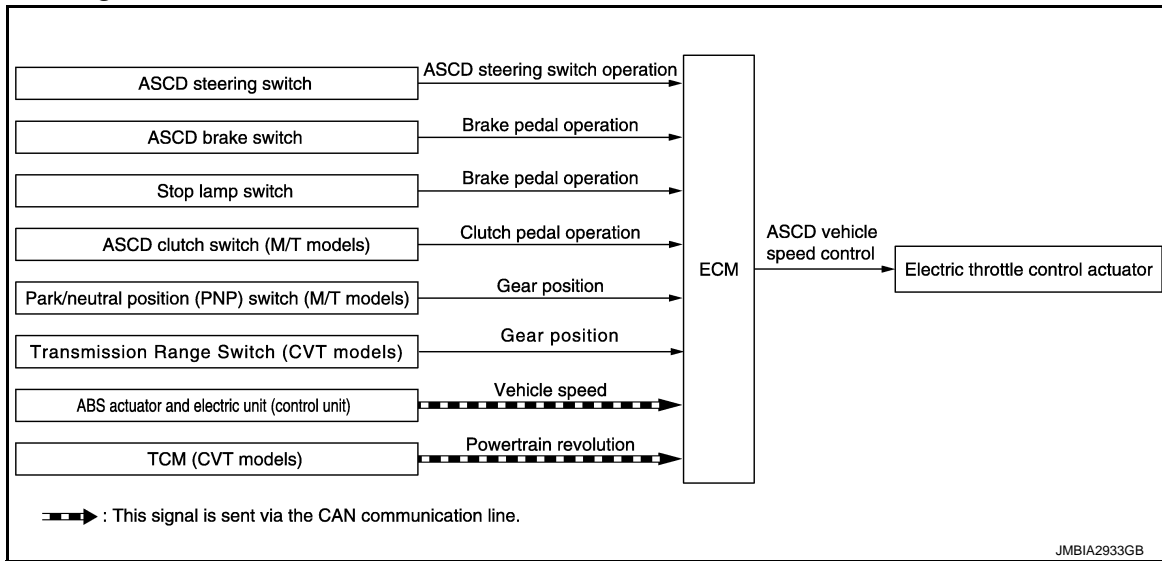 ASCD steering switch
ASCD steering switch operation
ASCD brake switch
Brake pedal operation
Stop lamp switch
Brake pedal operation
ASCD clutch switch (M/T models)
Clutch pedal operation
Park/neutral position (PNP) switch (M/T models)
Gear position
Transmission Range Switch (CVT models)
Gear position
ABS actuator and electric unit (control unit)
Vehicle speed
TCM (CVT models)
Powertrain revolution
ECM
ASCD vehicle
speed control
Electric throttle control actuator
: This signal is sent via the CAN communication line.
JMBIA2933GB